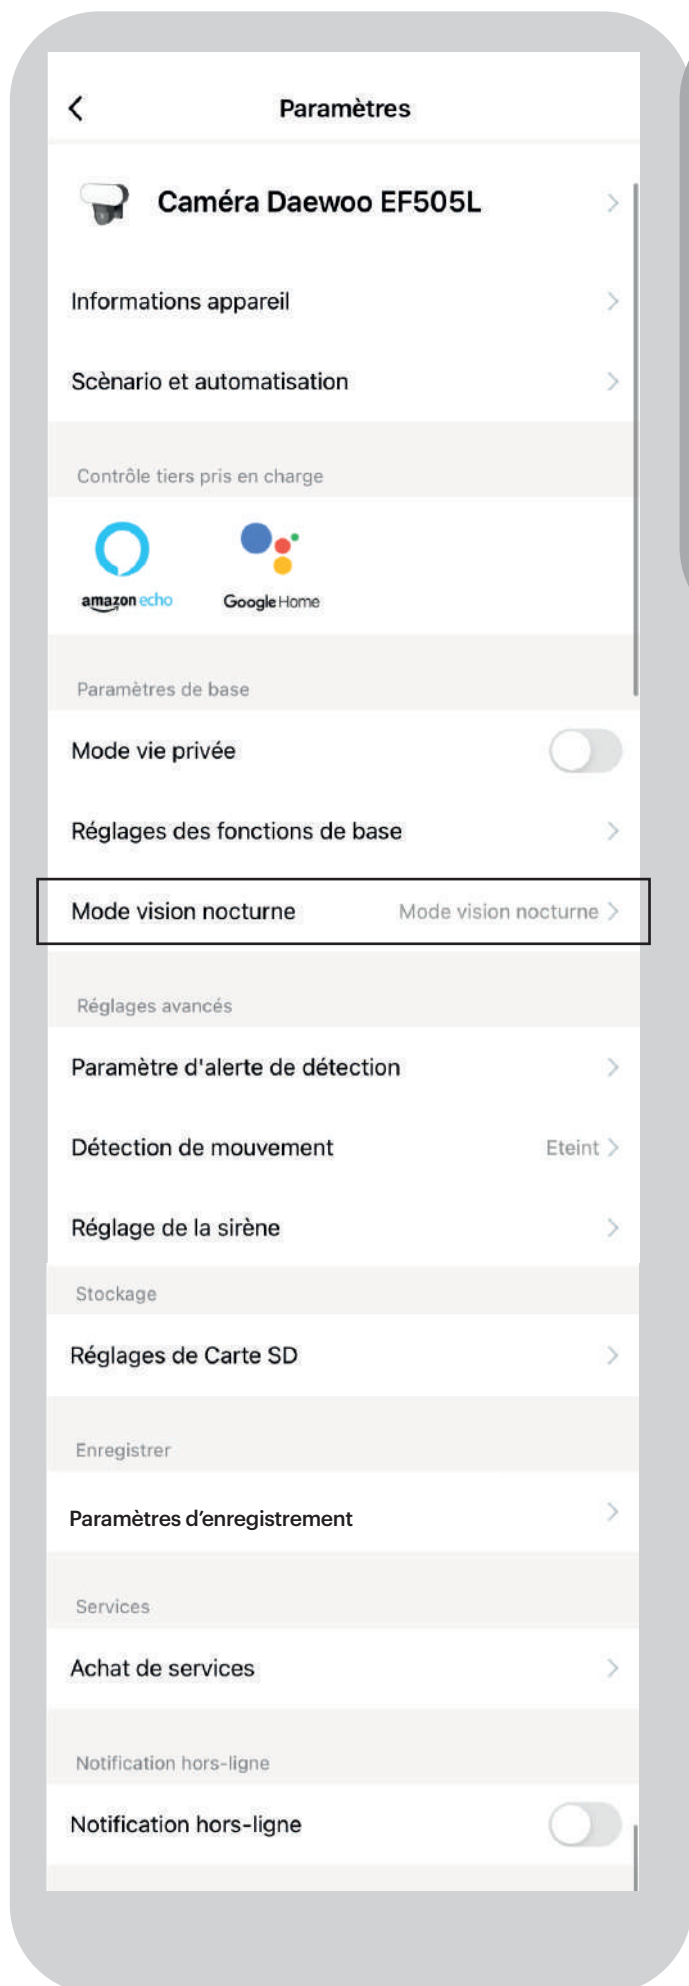 Paramètres
Caméra Daewoo EF505L
Informations appareil
Scènario et automatisation
Contrôle tiers pris en charge
amazon echo Google Home
Paramètres de base
Mode vie privée
Réglages des fonctions de base
Mode vision nocturne Mode vision nocturne
Réglages avancés
Paramètre d'alerte de détection
Détection de mouvement Eteint
Réglage de la sirène
Stockage
Réglages de Carte SD
Enregistrer
Paramètres d’enregistrement
Services
Achat de services
Notification hors-ligne
Notification hors-ligne